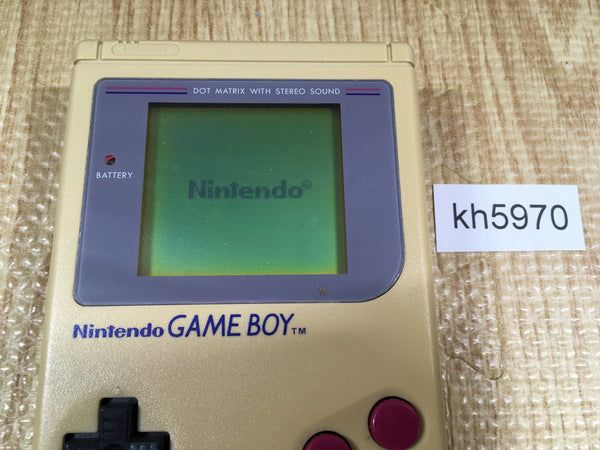 DOT MATRIX WITH STEREO SOUND
BATTERY
Nintendo®
kh5970
Nintendo GAME BOY™